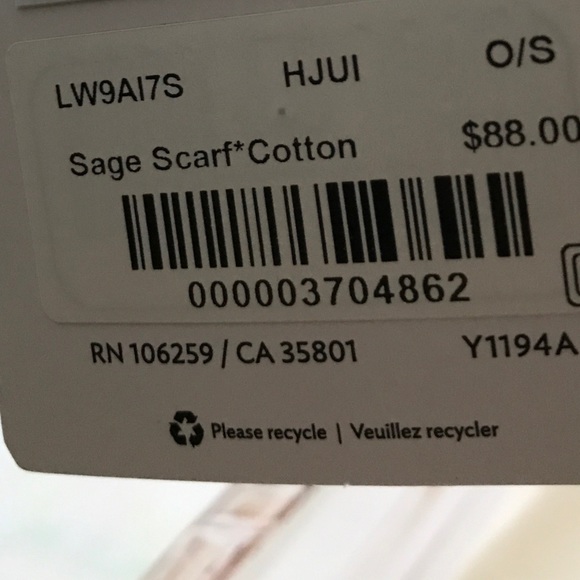 LW9AI7S HJUI O/S
Sage Scarf*Cotton $88.00
000003704862
RN 106259 / CA 35801 Y1194A
Please recycle | Veuillez recycler